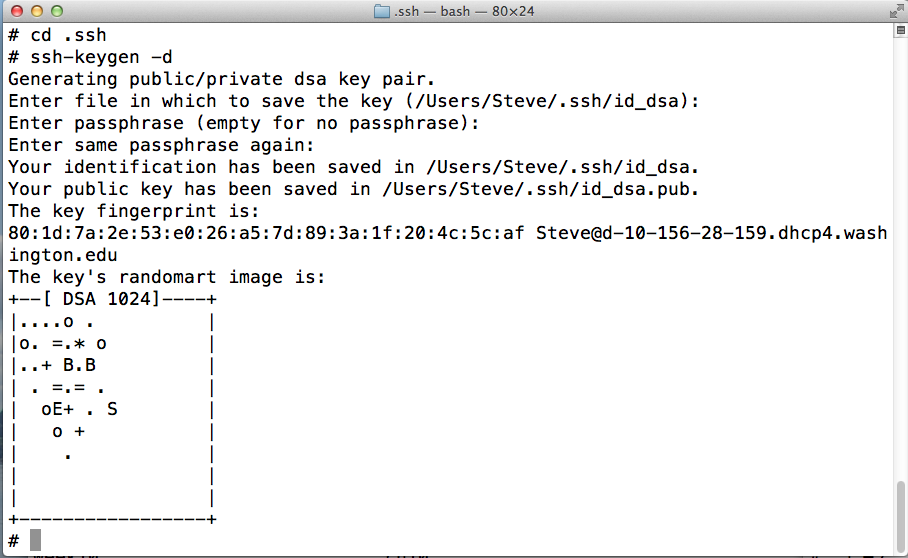 .ssh — bash — 80×24
# cd .ssh
# ssh-keygen -d
Generating public/private dsa key pair.
Enter file in which to save the key (/Users/Steve/.ssh/id_dsa):
Enter passphrase (empty for no passphrase):
Enter same passphrase again:
Your identification has been saved in /Users/Steve/.ssh/id_dsa.
Your public key has been saved in /Users/Steve/.ssh/id_dsa.pub.
The key fingerprint is:
80:1d:7a:2e:53:e0:26:a5:7d:89:3a:1f:20:4c:5c:af Steve@d-10-156-28-159.dhcp4.wash
ington.edu
The key's randomart image is:
+--[ DSA 1024]----+
|....o .          |
|o. =.* o         |
|..+ B.B          |
| . =.= .         |
|  oE+ . S        |
|   o +           |
|    .            |
|                 |
|                 |
+-----------------+
#